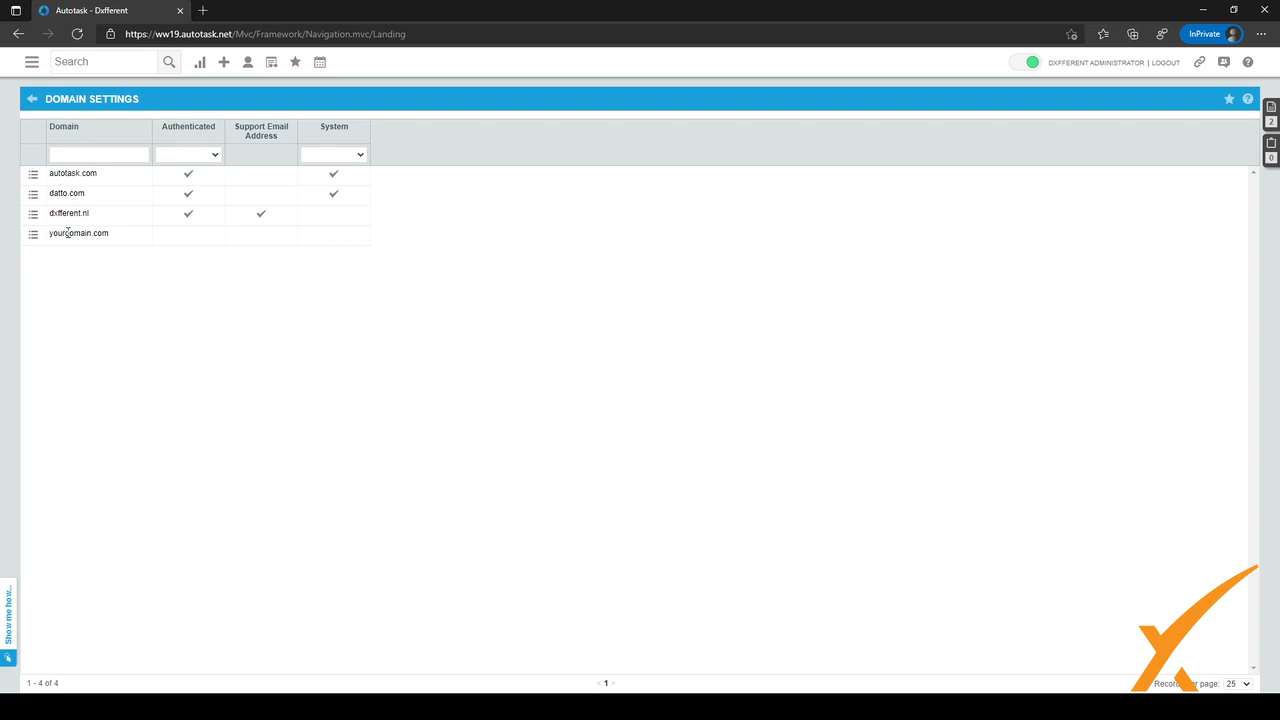 Autotask - Dxfferent
https://ww19.autotask.net/Mvc/Framework/Navigation.mvc/Landing
InPrivate
Search
DXFFERENT ADMINISTRATOR | LOGOUT
DOMAIN SETTINGS
2
0
Domain
Authenticated
Support Email
Address
System
autotask.com
datto.com
dxfferent.nl
yourdomain.com
Show me how...
1 - 4 of 4
< 1 >
page: 25